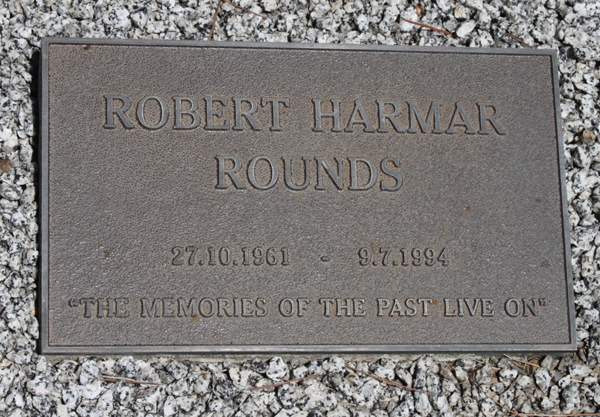 ROBERT HARMAR
ROUNDS
27.10.1961 - 9.7.1994
"THE MEMORIES OF THE PAST LIVE ON"